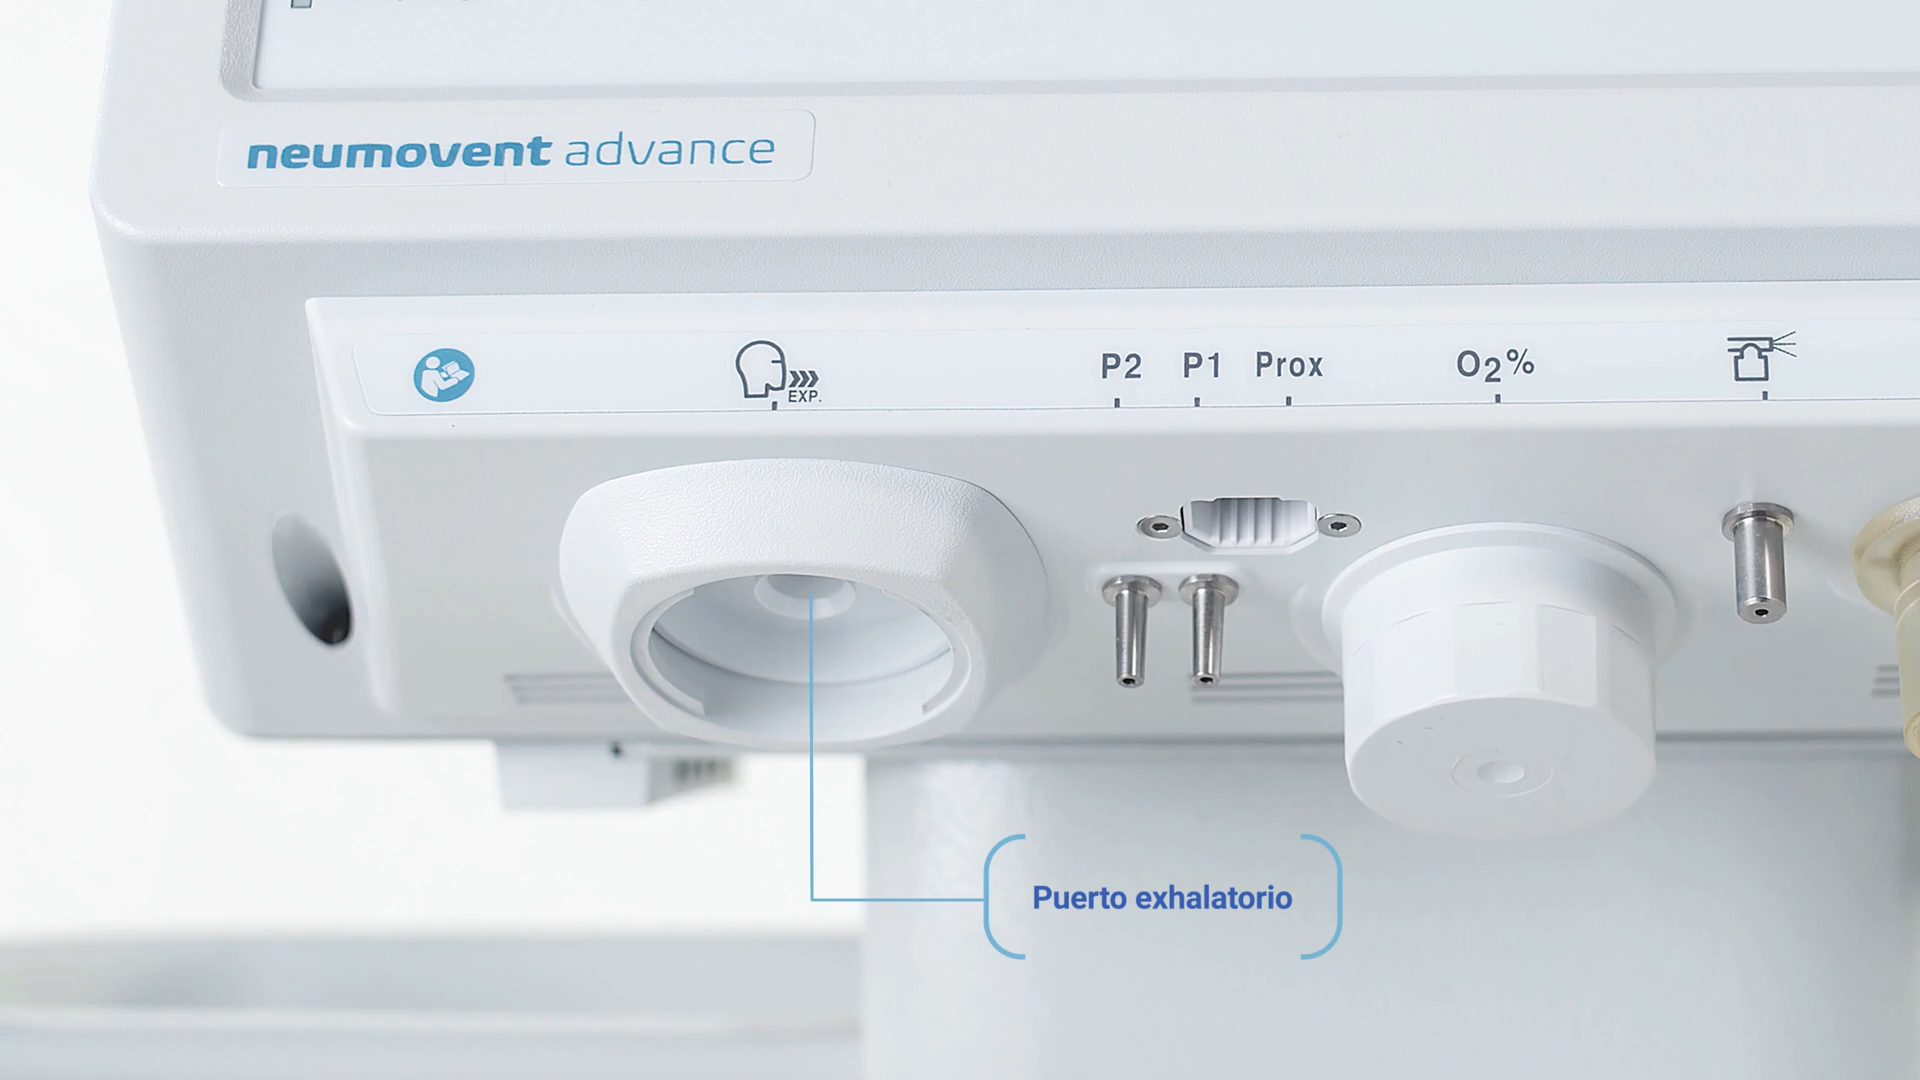 neumovent advance
EXP.
P2 P1 Prox O2%
Puerto exhalatorio